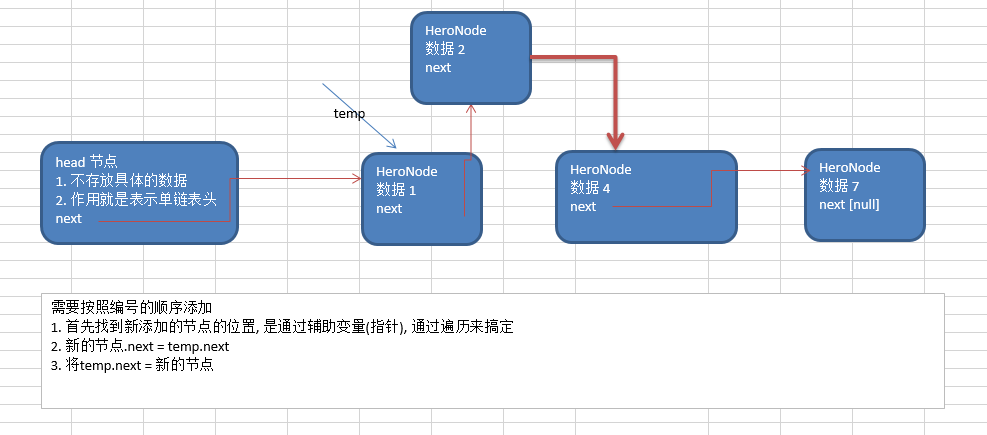 HeroNode
数据 2
next
temp
head 节点
1. 不存放具体的数据
2. 作用就是表示单链表头
next
HeroNode
数据 1
next
HeroNode
数据 4
next
HeroNode
数据 7
next [null]
需要按照编号的顺序添加
1. 首先找到新添加的节点的位置, 是通过辅助变量(指针), 通过遍历来搞定
2. 新的节点.next = temp.next
3. 将temp.next = 新的节点